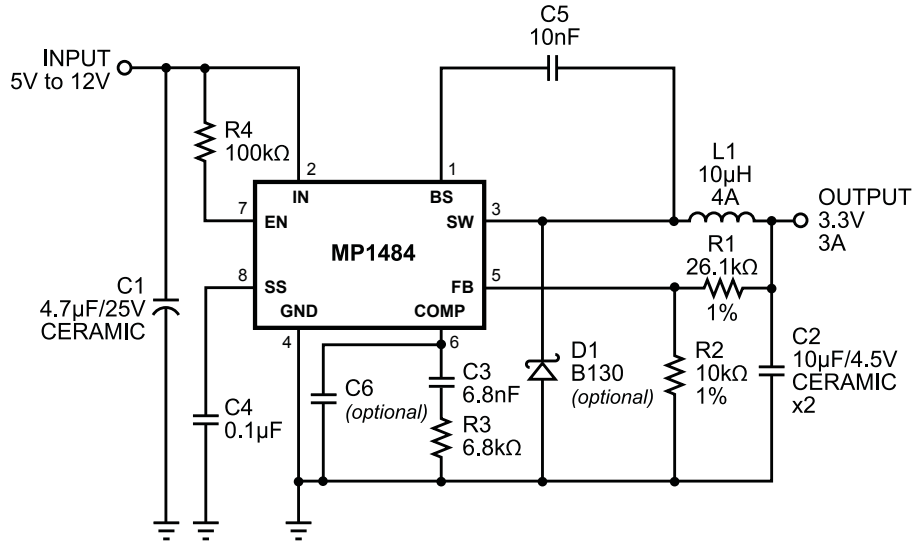 C5
10nF
INPUT
5V to 12V
R4
100kΩ
2
1
L1
10µH
4A
IN
BS
7
EN
SW
3
OUTPUT
3.3V
3A
MP1484
R1
26.1kΩ
1%
8
SS
FB
5
C1
4.7µF/25V
CERAMIC
GND
COMP
4
6
C4
0.1µF
C6
(optional)
C3
6.8nF
R3
6.8kΩ
D1
B130
(optional)
R2
10kΩ
1%
C2
10µF/4.5V
CERAMIC
x2